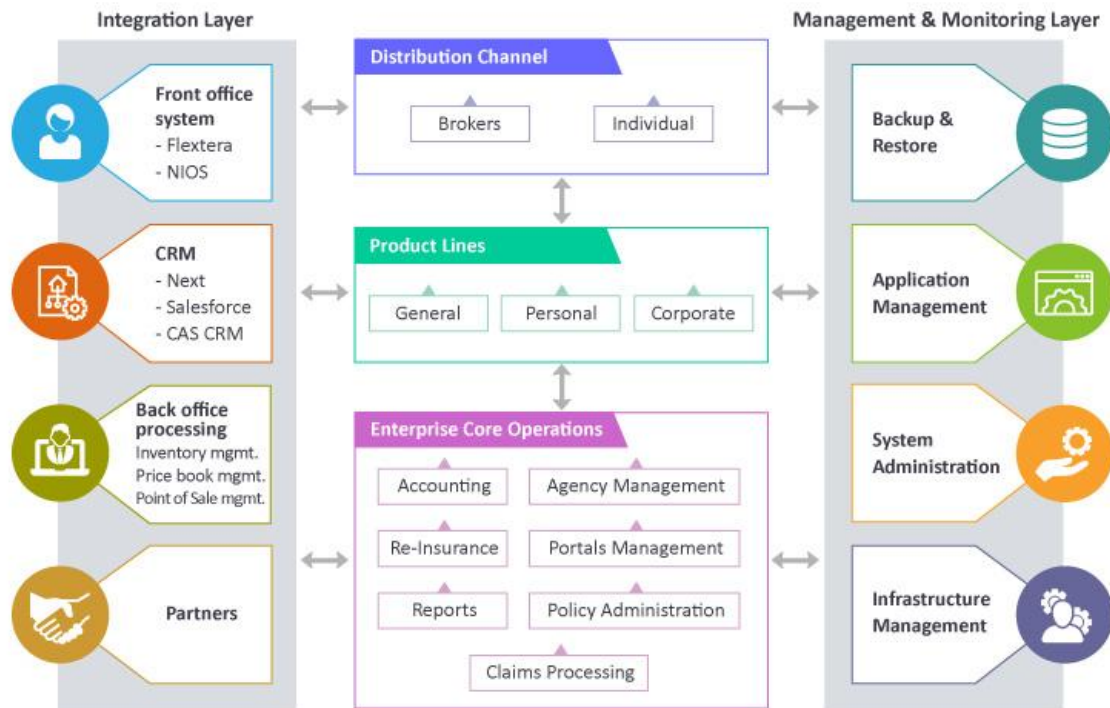 Integration Layer
Front office
system
- Flextera
- NIOS
CRM
- Next
- Salesforce
- CAS CRM
Back office
processing
Inventory mgmt.
Price book mgmt.
Point of Sale mgmt.
Partners
Distribution Channel
Brokers
Individual
Product Lines
General
Personal
Corporate
Enterprise Core Operations
Accounting
Agency Management
Re-Insurance
Portals Management
Reports
Policy Administration
Claims Processing
Management & Monitoring Layer
Backup &
Restore
Application
Management
System
Administration
Infrastructure
Management